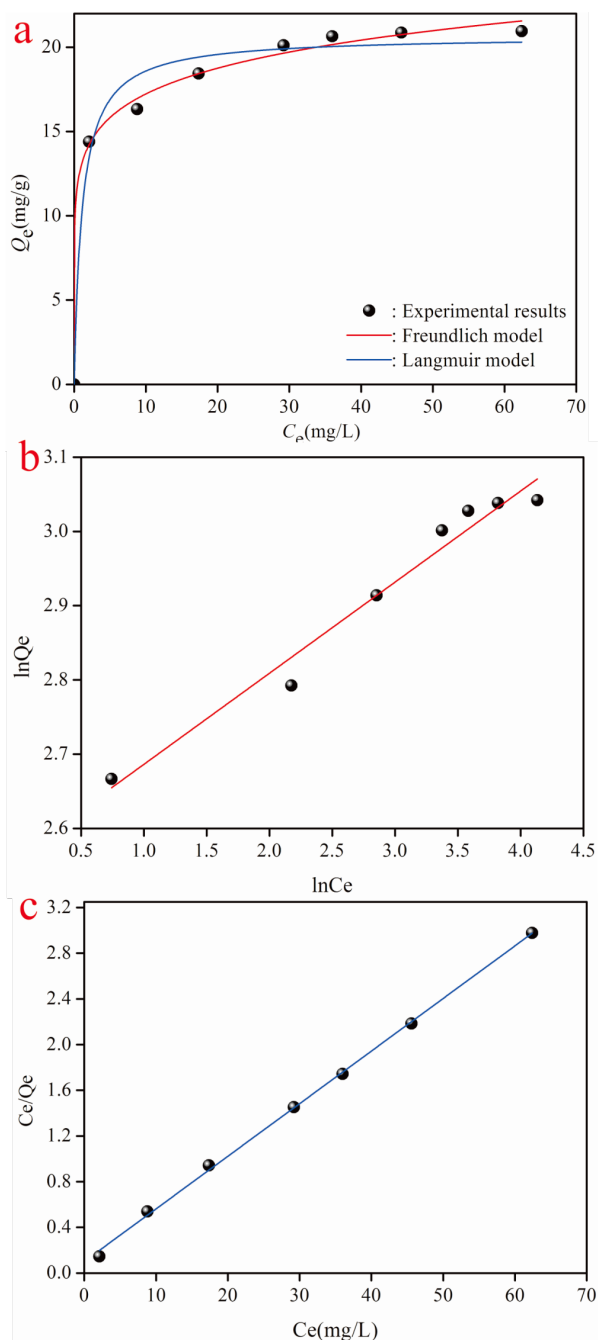 a
20
15
10
5
0
Qe(mg/g)
: Experimental results
: Freundlich model
: Langmuir model
0 10 20 30 40 50 60 70
Ce(mg/L)
b
3.1
3.0
2.9
2.8
2.7
2.6
lnQe
0.5 1.0 1.5 2.0 2.5 3.0 3.5 4.0 4.5
lnCe
c
3.2
2.8
2.4
2.0
1.6
1.2
0.8
0.4
0.0
Ce/Qe
0 10 20 30 40 50 60 70
Ce(mg/L)